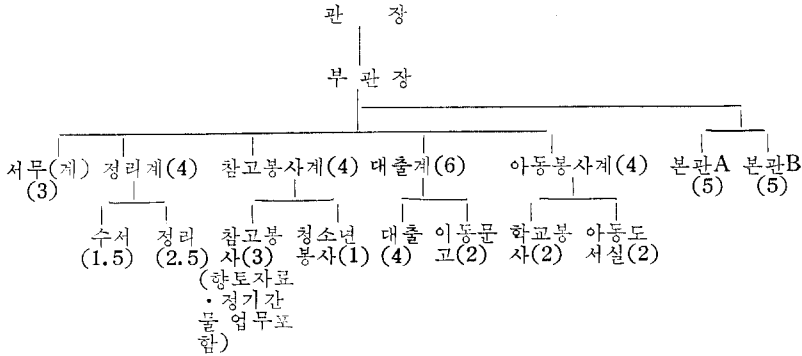 관 장
부 관 장
서무(계) 정리계(4) 참고봉사계(4) 대출계(6) 아동봉사계(4) 본관A 본관B
(3) (5) (5)
수서 정리 참고봉 청소년 대출 이동문 학교봉 아동도
(1.5) (2.5) 사(3) 봉사(1) (4) 고(2) 사(2) 서실(2)
(향토자료
·정기간
물 업무포
함)